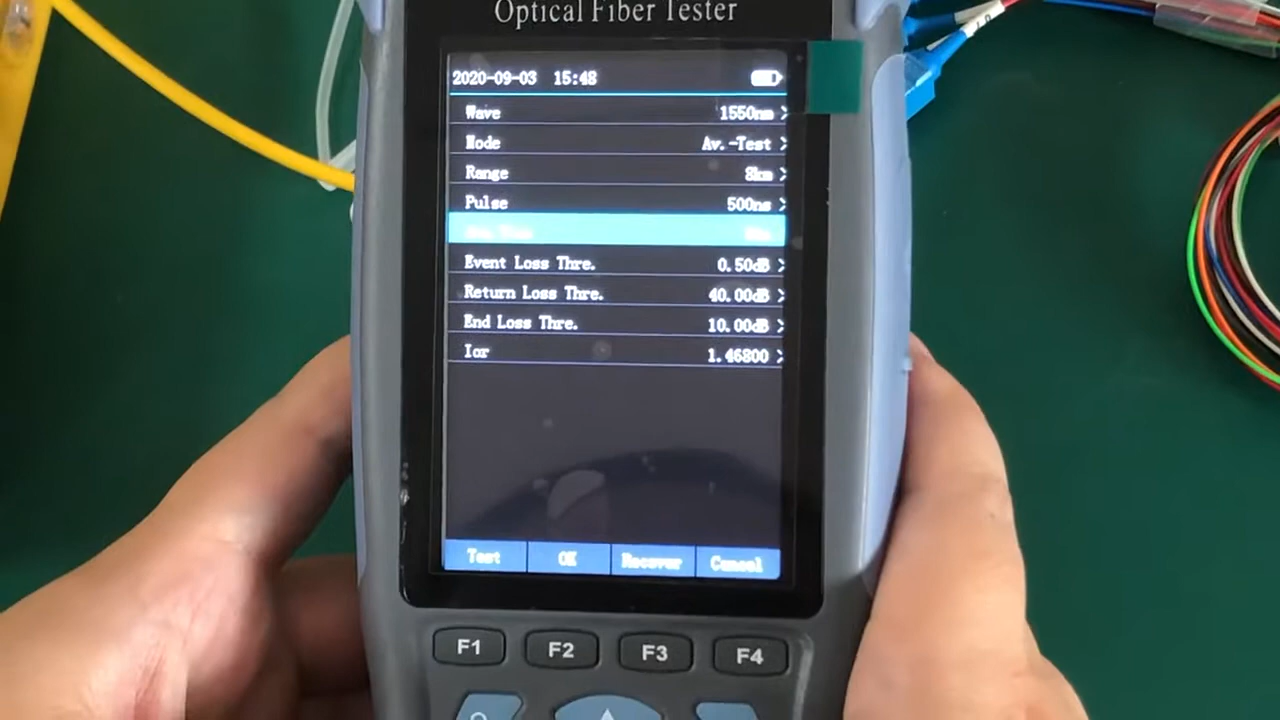 Optical Fiber Tester
2020-09-03 15:48
Wave 1550nm >
Mode Av.-Test >
Range 8km >
Pulse 500ns >
Event Loss Thre. 0.50dB >
Return Loss Thre. 40.00dB >
End Loss Thre. 10.00dB >
Ior 1.46800 >
Test OK Recover Cancel
F1 F2 F3 F4